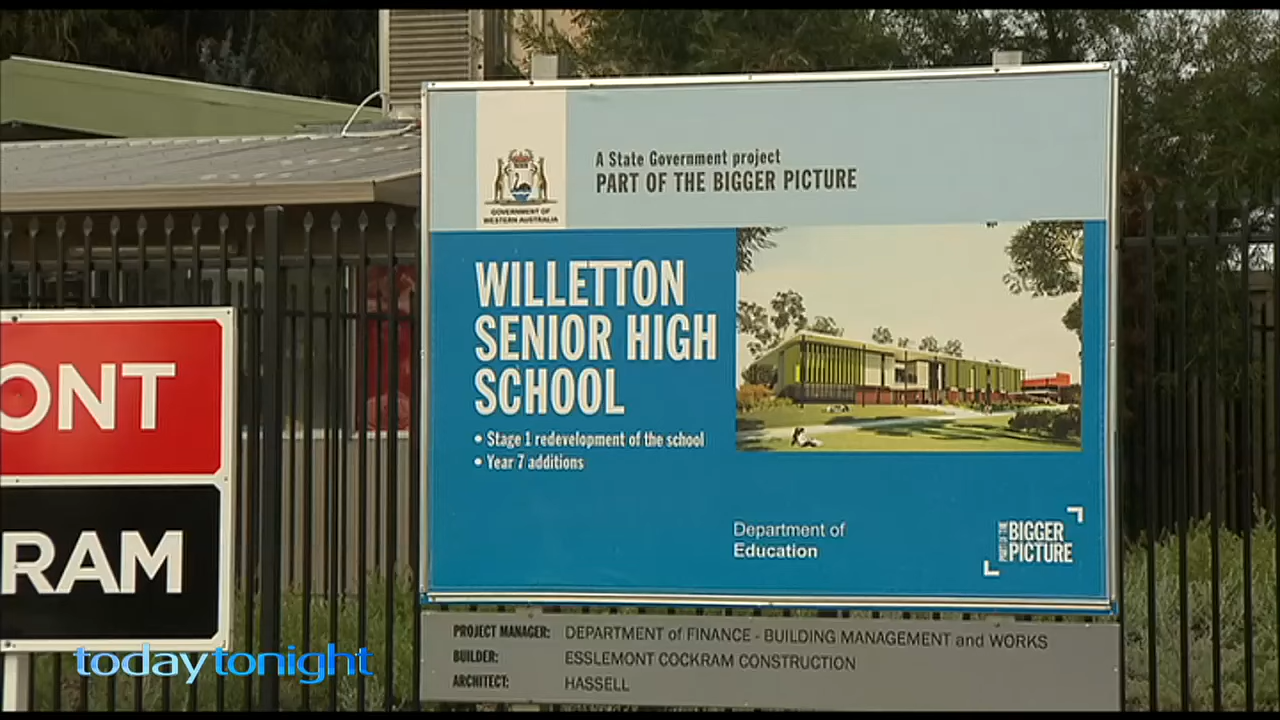 A State Government project
PART OF THE BIGGER PICTURE
GOVERNMENT OF
WESTERN AUSTRALIA
WILLETTON
SENIOR HIGH
SCHOOL
• Stage 1 redevelopment of the school
• Year 7 additions
Department of
Education
PART OF THE
BIGGER
PICTURE
ONT
RAM
PROJECT MANAGER: DEPARTMENT of FINANCE - BUILDING MANAGEMENT and WORKS
BUILDER: ESSLEMONT COCKRAM CONSTRUCTION
ARCHITECT: HASSELL
todaytonight